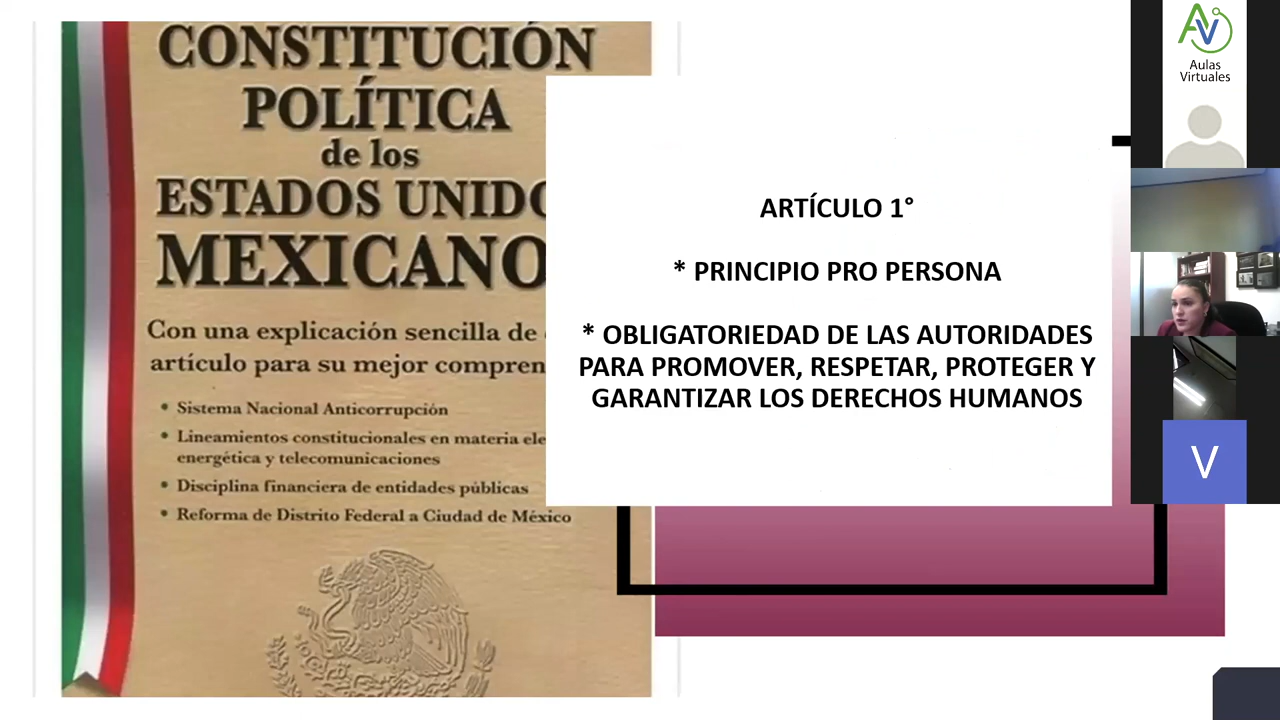 CONSTITUCIÓN
POLÍTICA
de los
ESTADOS UNIDO
MEXICANO
Con una explicación sencilla de
artículo para su mejor compren
• Sistema Nacional Anticorrupción
• Lineamientos constitucionales en materia ele
energética y telecomunicaciones
• Disciplina financiera de entidades públicas
• Reforma de Distrito Federal a Ciudad de México
ARTÍCULO 1°
* PRINCIPIO PRO PERSONA
* OBLIGATORIEDAD DE LAS AUTORIDADES
PARA PROMOVER, RESPETAR, PROTEGER Y
GARANTIZAR LOS DERECHOS HUMANOS
AV
Aulas
Virtuales
V